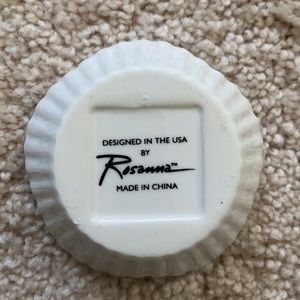 DESIGNED IN THE USA
BY
Rosanna™
MADE IN CHINA